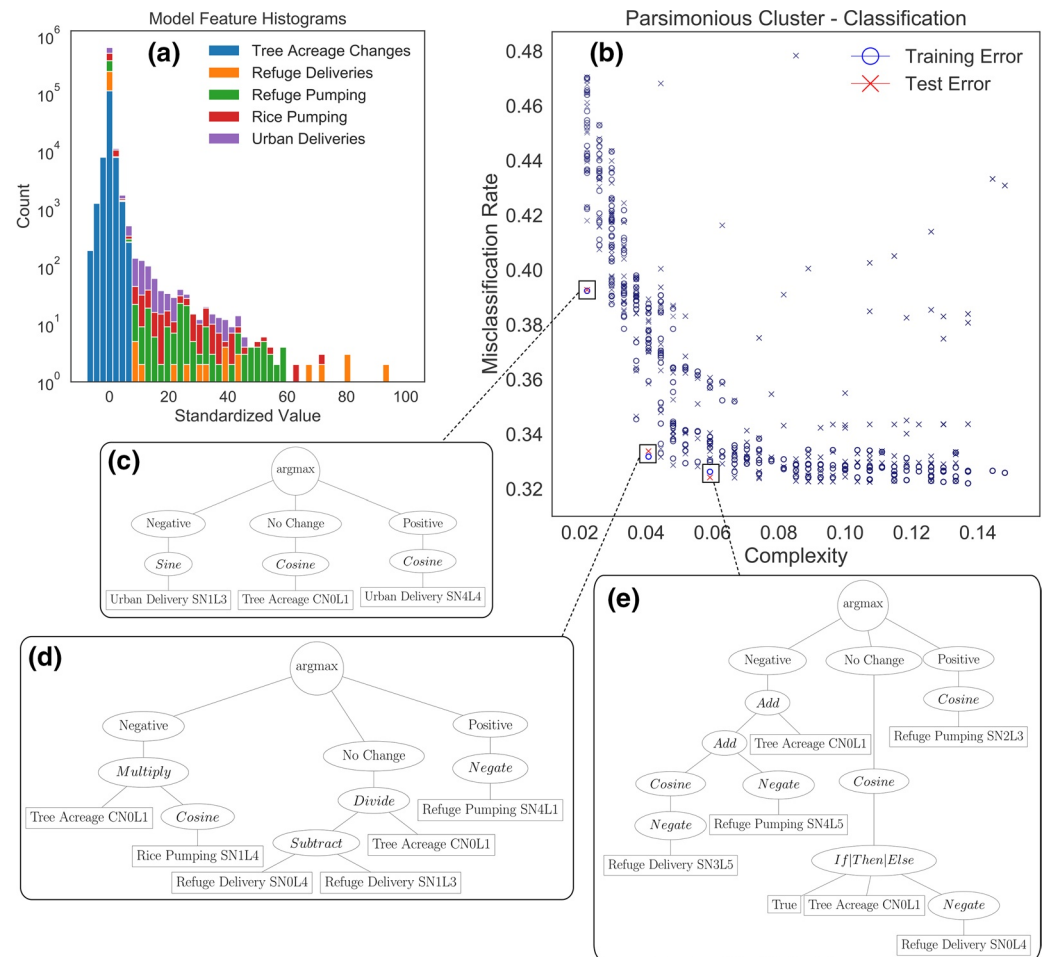 Model Feature Histograms
(a)
Tree Acreage Changes
Refuge Deliveries
Refuge Pumping
Rice Pumping
Urban Deliveries
Count
10^6
10^5
10^4
10^3
10^2
10^1
10^0
0 20 40 60 80 100
Standardized Value
Parsimonious Cluster - Classification
(b)
Training Error
Test Error
Misclassification Rate
0.48
0.46
0.44
0.42
0.40
0.38
0.36
0.34
0.32
0.02 0.04 0.06 0.08 0.10 0.12 0.14
Complexity
(c)
argmax
Negative No Change Positive
Sine Cosine Cosine
Urban Delivery SN1L3 Tree Acreage CN0L1 Urban Delivery SN4L4
(d)
argmax
Negative Positive
No Change
Multiply Negate
Divide
Tree Acreage CN0L1 Cosine Refuge Pumping SN4L1
Subtract Tree Acreage CN0L1
Rice Pumping SN1L4
Refuge Delivery SN0L4 Refuge Delivery SN1L3
(e)
argmax
Negative No Change Positive
Add Cosine
Add Tree Acreage CN0L1 Refuge Pumping SN2L3
Cosine Negate Cosine
Negate Refuge Pumping SN4L5
Refuge Delivery SN3L5 If|Then|Else
True Tree Acreage CN0L1 Negate
Refuge Delivery SN0L4